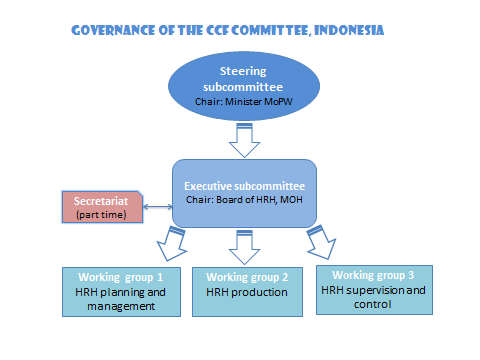 GOVERNANCE OF THE CCF COMMITTEE, INDONESIA
Steering
subcommittee
Chair: Minister MoPW
Executive subcommittee
Chair: Board of HRH, MOH
Secretariat
(part time)
Working group 1
HRH planning and
management
Working group 2
HRH production
Working group 3
HRH supervision and
control